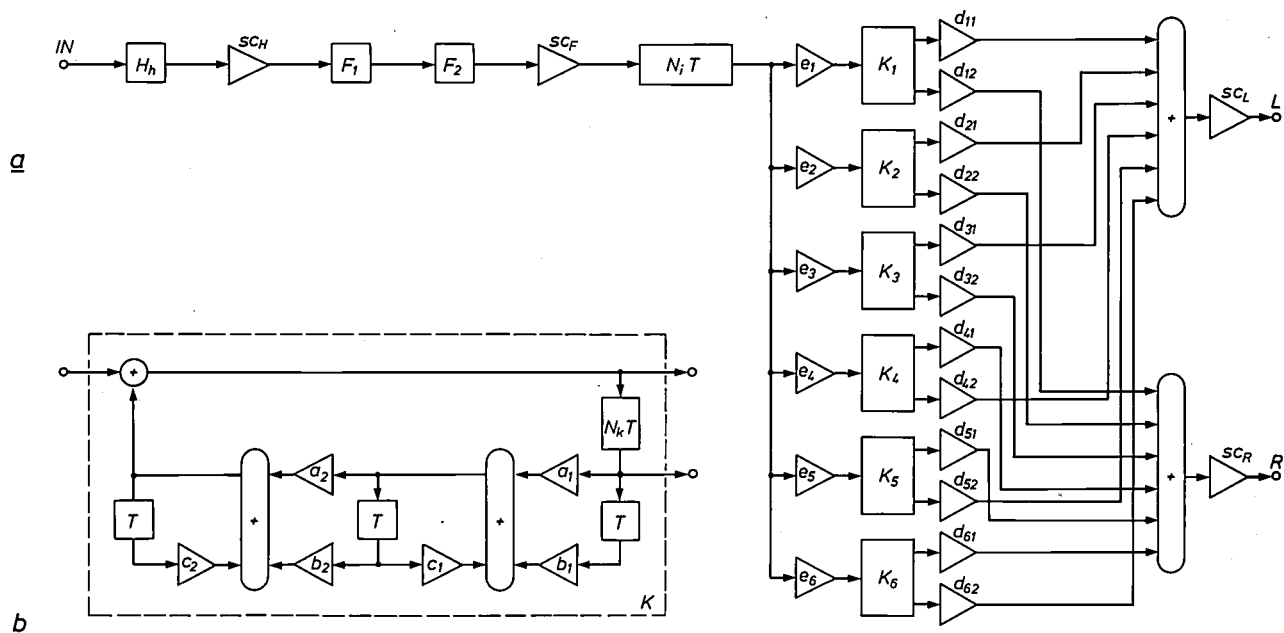 IN
H_h
sc_H
F_1
F_2
sc_F
N_i T
e_1
K_1
d_11
d_12
e_2
K_2
d_21
d_22
e_3
K_3
d_31
d_32
e_4
K_4
d_41
d_42
e_5
K_5
d_51
d_52
e_6
K_6
d_61
d_62
+
sc_L
L
+
sc_R
R
a
+
N_k T
a_2
a_1
T
+
T
+
T
c_2
b_2
c_1
b_1
K
b